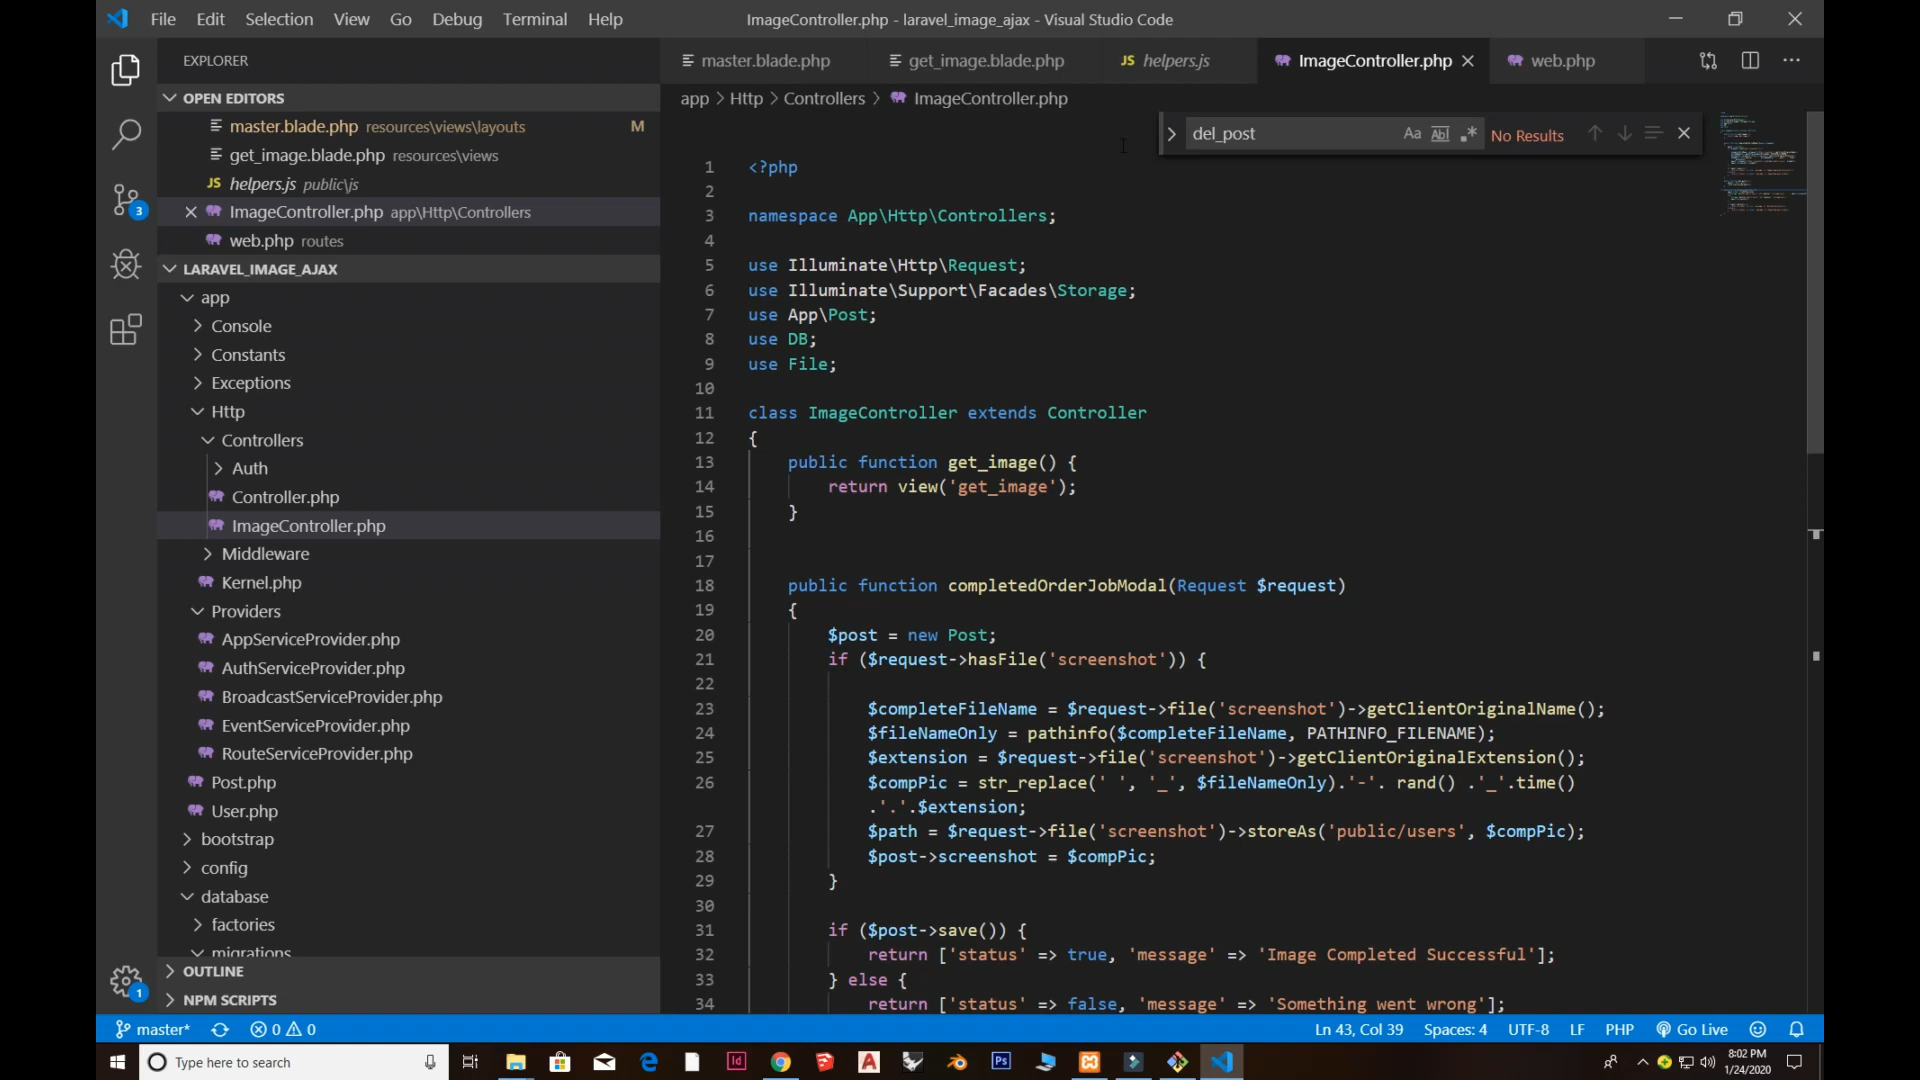 File Edit Selection View Go Debug Terminal Help
ImageController.php - laravel_image_ajax - Visual Studio Code
EXPLORER
master.blade.php
get_image.blade.php
JS helpers.js
ImageController.php
web.php
OPEN EDITORS
master.blade.php resources\views\layouts M
get_image.blade.php resources\views
JS helpers.js public\js
ImageController.php app\Http\Controllers
web.php routes
3
LARAVEL_IMAGE_AJAX
app
Console
Constants
Exceptions
Http
Controllers
Auth
Controller.php
ImageController.php
Middleware
Kernel.php
Providers
AppServiceProvider.php
AuthServiceProvider.php
BroadcastServiceProvider.php
EventServiceProvider.php
RouteServiceProvider.php
Post.php
User.php
bootstrap
config
database
factories
migrations
OUTLINE
NPM SCRIPTS
1
app > Http > Controllers > ImageController.php
del_post Aa Abl .* No Results
1 <?php
2
3 namespace App\Http\Controllers;
4
5 use Illuminate\Http\Request;
6 use Illuminate\Support\Facades\Storage;
7 use App\Post;
8 use DB;
9 use File;
10
11 class ImageController extends Controller
12 {
13 public function get_image() {
14 return view('get_image');
15 }
16
17
18 public function completedOrderJobModal(Request $request)
19 {
20 $post = new Post;
21 if ($request->hasFile('screenshot')) {
22
23 $completeFileName = $request->file('screenshot')->getClientOriginalName();
24 $fileNameOnly = pathinfo($completeFileName, PATHINFO_FILENAME);
25 $extension = $request->file('screenshot')->getClientOriginalExtension();
26 $compPic = str_replace(' ', '_', $fileNameOnly).'-'. rand() .'_'.time()
.'.'.$extension;
27 $path = $request->file('screenshot')->storeAs('public/users', $compPic);
28 $post->screenshot = $compPic;
29 }
30
31 if ($post->save()) {
32 return ['status' => true, 'message' => 'Image Completed Successful'];
33 } else {
34 return ['status' => false, 'message' => 'Something went wrong'];
master* 0 0 Ln 43, Col 39 Spaces: 4 UTF-8 LF PHP Go Live
Type here to search
Id
Ps
8:02 PM
1/24/2020